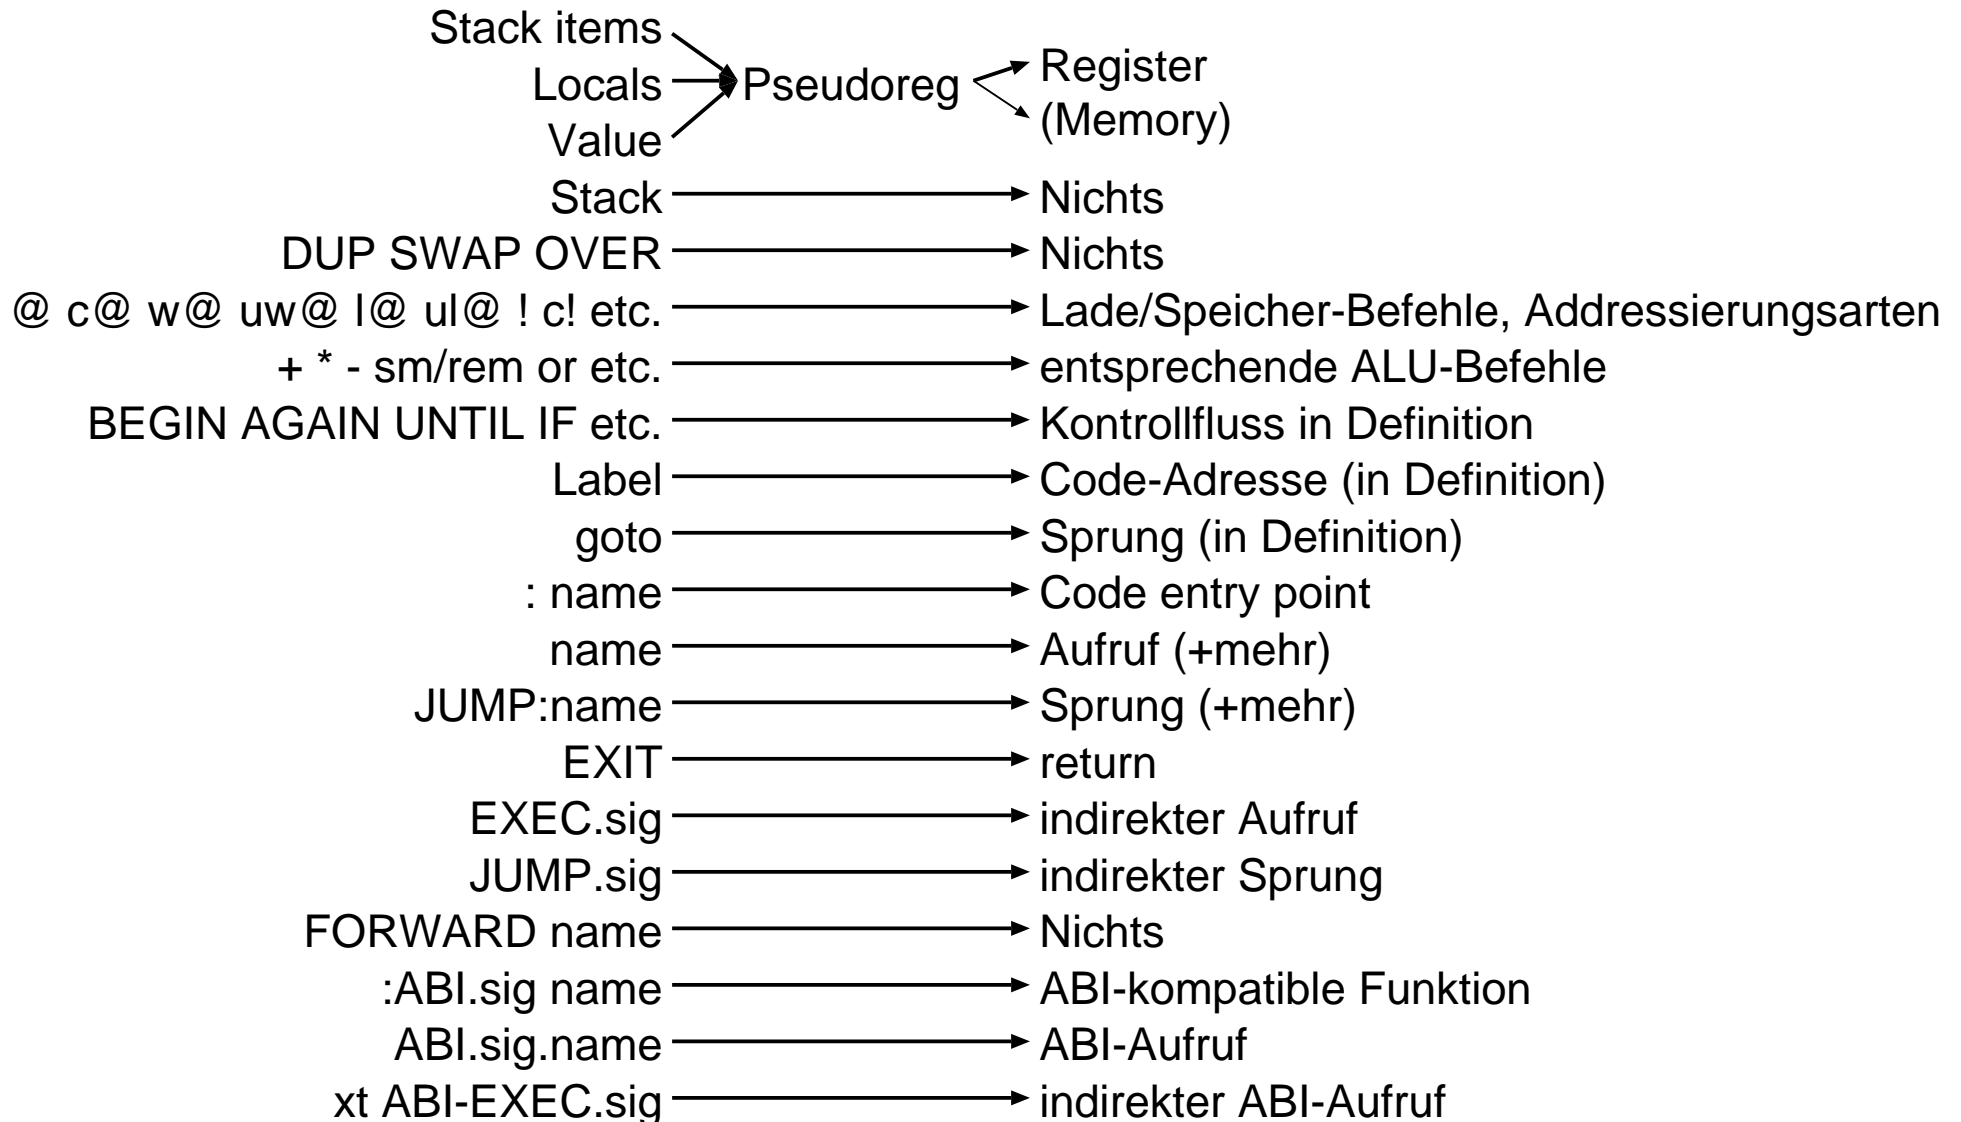 Stack items
Locals
Value
Pseudoreg
Register
(Memory)
Stack Nichts
DUP SWAP OVER Nichts
@ c@ w@ uw@ l@ ul@ ! c! etc. Lade/Speicher-Befehle, Addressierungsarten
+ * - sm/rem or etc. entsprechende ALU-Befehle
BEGIN AGAIN UNTIL IF etc. Kontrollfluss in Definition
Label Code-Adresse (in Definition)
goto Sprung (in Definition)
: name Code entry point
name Aufruf (+mehr)
JUMP:name Sprung (+mehr)
EXIT return
EXEC.sig indirekter Aufruf
JUMP.sig indirekter Sprung
FORWARD name Nichts
:ABI.sig name ABI-kompatible Funktion
ABI.sig.name ABI-Aufruf
xt ABI-EXEC.sig indirekter ABI-Aufruf